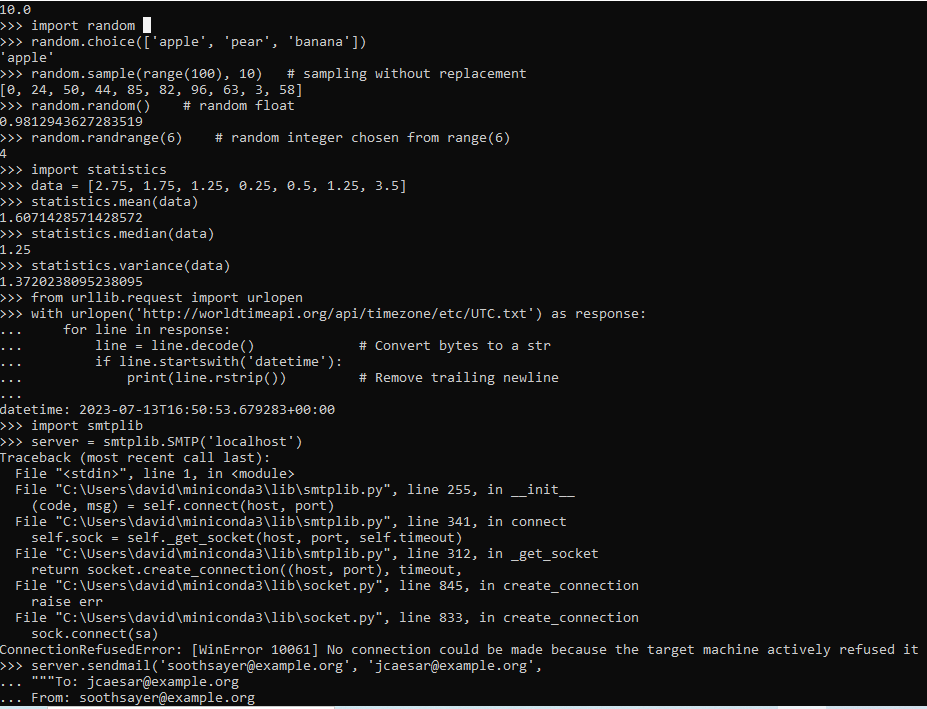 10.0
>>> import random
>>> random.choice(['apple', 'pear', 'banana'])
'apple'
>>> random.sample(range(100), 10)   # sampling without replacement
[0, 24, 50, 44, 85, 82, 96, 63, 3, 58]
>>> random.random()    # random float
0.9812943627283519
>>> random.randrange(6)    # random integer chosen from range(6)
4
>>> import statistics
>>> data = [2.75, 1.75, 1.25, 0.25, 0.5, 1.25, 3.5]
>>> statistics.mean(data)
1.6071428571428572
>>> statistics.median(data)
1.25
>>> statistics.variance(data)
1.3720238095238095
>>> from urllib.request import urlopen
>>> with urlopen('http://worldtimeapi.org/api/timezone/etc/UTC.txt') as response:
...     for line in response:
...         line = line.decode()             # Convert bytes to a str
...         if line.startswith('datetime'):
...             print(line.rstrip())         # Remove trailing newline
...
datetime: 2023-07-13T16:50:53.679283+00:00
>>> import smtplib
>>> server = smtplib.SMTP('localhost')
Traceback (most recent call last):
  File "<stdin>", line 1, in <module>
  File "C:\Users\david\miniconda3\lib\smtplib.py", line 255, in __init__
    (code, msg) = self.connect(host, port)
  File "C:\Users\david\miniconda3\lib\smtplib.py", line 341, in connect
    self.sock = self._get_socket(host, port, self.timeout)
  File "C:\Users\david\miniconda3\lib\smtplib.py", line 312, in _get_socket
    return socket.create_connection((host, port), timeout,
  File "C:\Users\david\miniconda3\lib\socket.py", line 845, in create_connection
    raise err
  File "C:\Users\david\miniconda3\lib\socket.py", line 833, in create_connection
    sock.connect(sa)
ConnectionRefusedError: [WinError 10061] No connection could be made because the target machine actively refused it
>>> server.sendmail('soothsayer@example.org', 'jcaesar@example.org',
... """To: jcaesar@example.org
... From: soothsayer@example.org